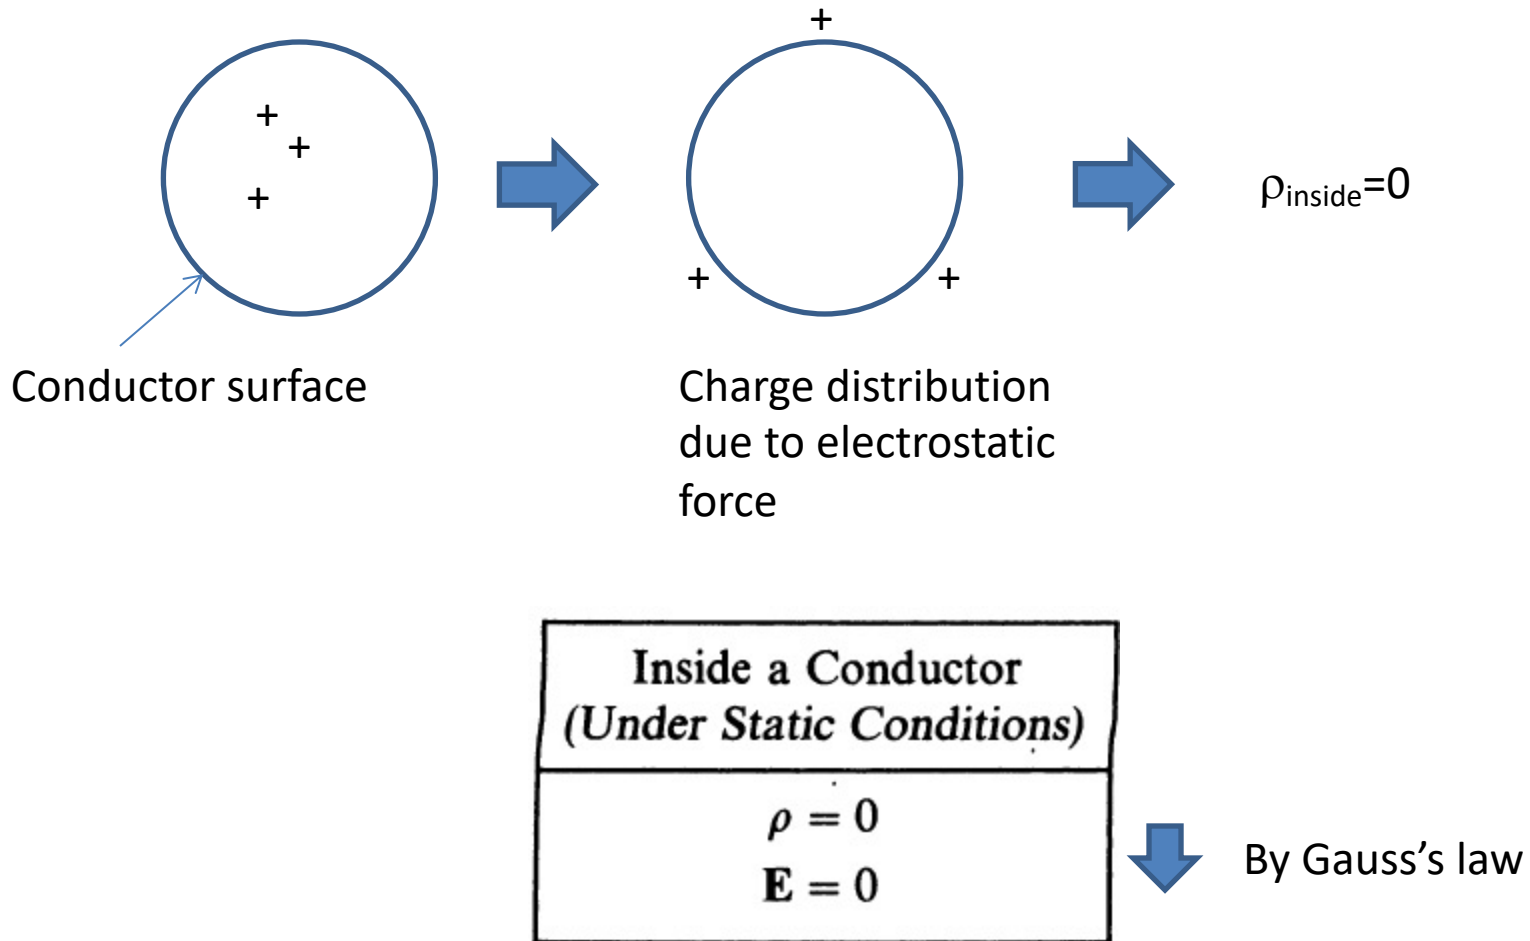 +
+
+
+
+ +
ρinside=0
Conductor surface
Charge distribution
due to electrostatic
force
Inside a Conductor
(Under Static Conditions)
ρ = 0
E = 0
By Gauss’s law